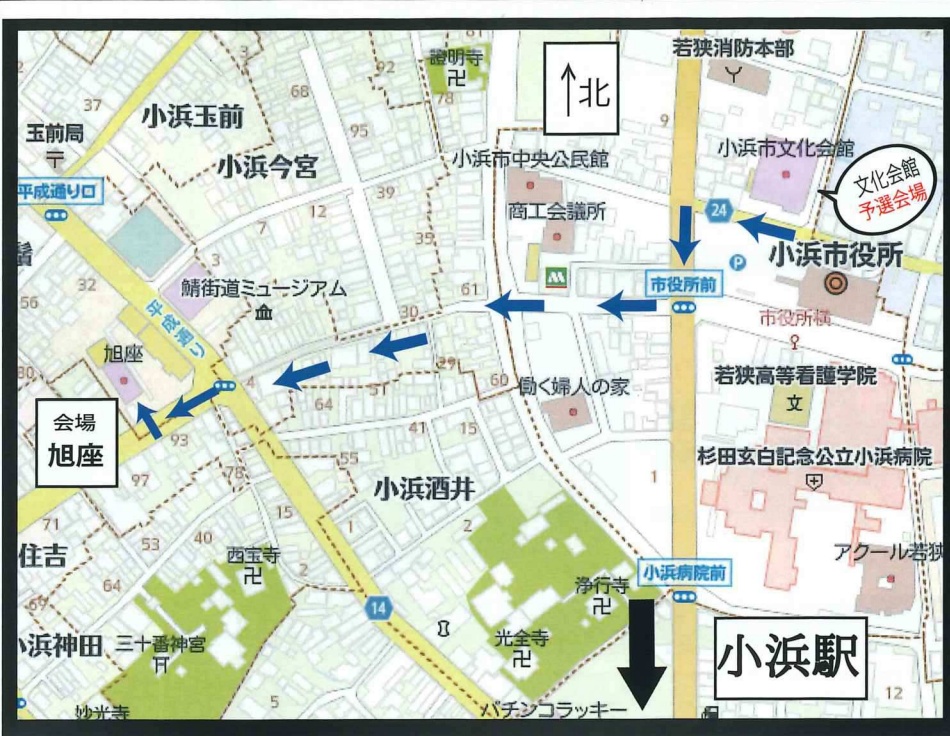 證明寺
北
若狭消防本部
小浜玉前
玉前局
小浜今宮
小浜市中央公民館
小浜市文化会館
文化会館
予選会場
平成通り口
商工会議所
24
小浜市役所
市役所前
市役所横
鯖街道ミュージアム
平成通り
旭座
会場
旭座
働く婦人の家
若狭高等看護学院
文
杉田玄白記念公立小浜病院
小浜酒井
住吉
西宝寺
小浜病院前
アクール若狭
浄行寺
小浜神田
三十番神宮
光全寺
14
小浜駅
妙光寺
パチンコラッキー
37
68
92
78
95
9
39
12
7
35
3
32
56
61
30
29
4
64
51
60
41
15
93
97
78
55
15
1
2
1
71
53
40
64
69
2
5
12